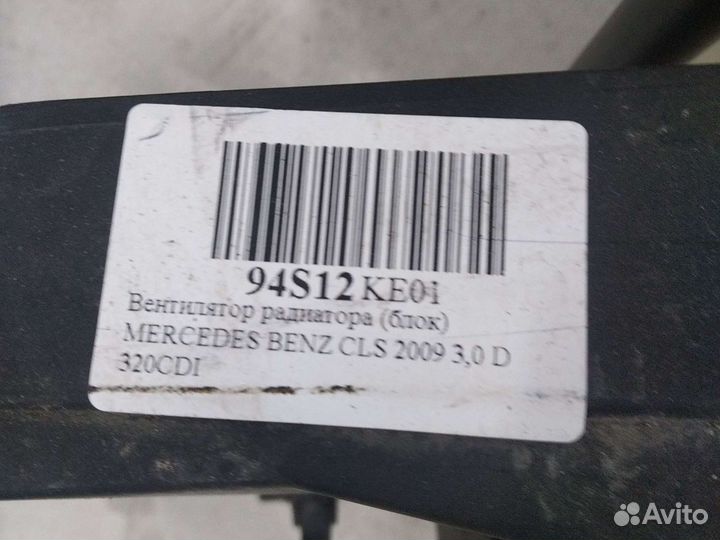 94S12 KE01
Вентилятор радиатора (блок)
MERCEDES BENZ CLS 2009 3,0 D
320CDI
Avito